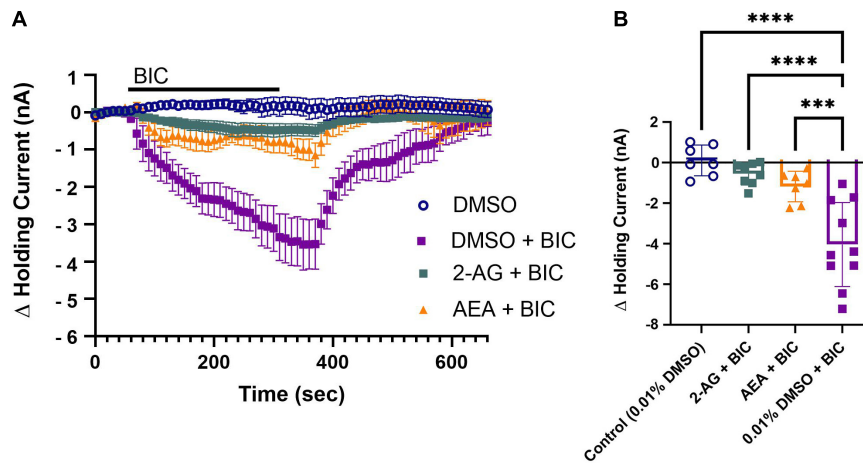 A
BIC
1
0
- 1
- 2
- 3
- 4
- 5
- 6
Δ Holding Current (nA)
0
200
400
600
Time (sec)
DMSO
DMSO + BIC
2-AG + BIC
AEA + BIC
B
****
****
***
2
0
-2
-4
-6
-8
Δ Holding Current (nA)
Control (0.01% DMSO)
2-AG + BIC
AEA + BIC
0.01% DMSO + BIC